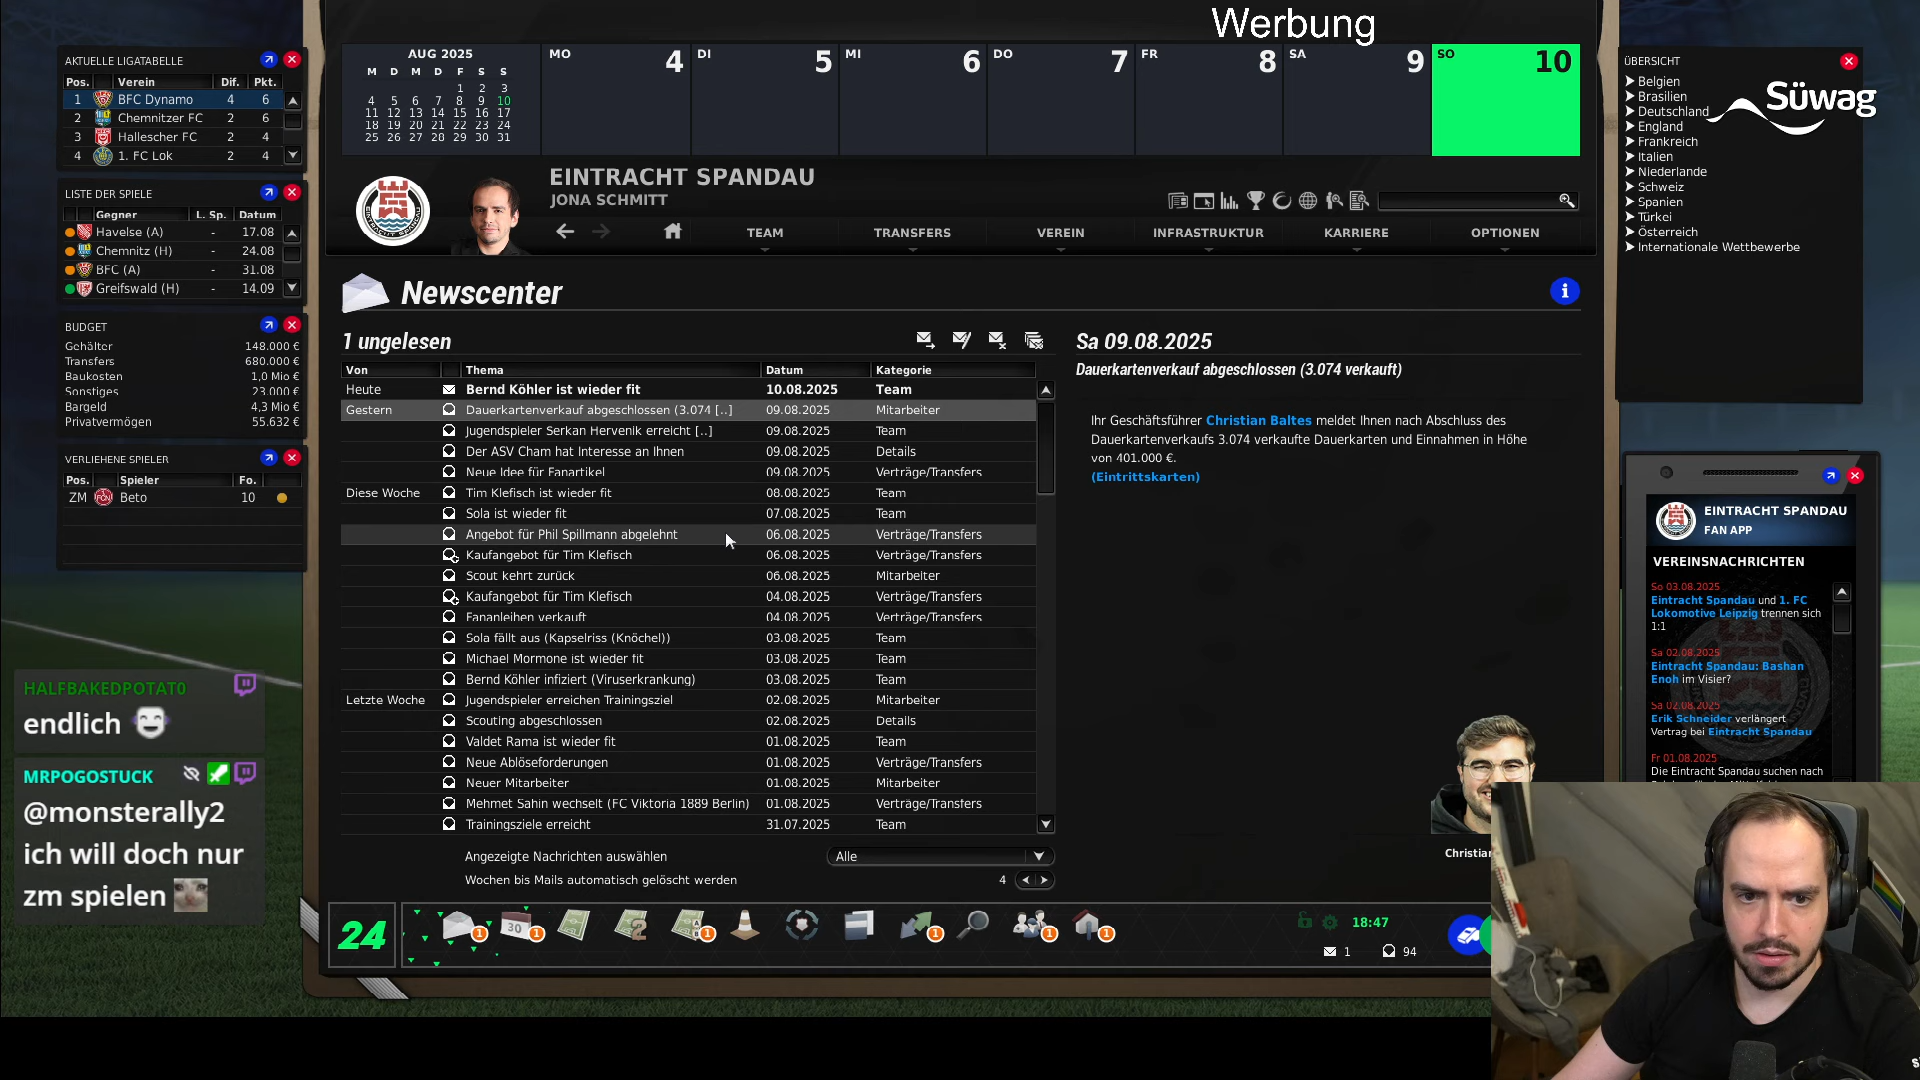 Werbung
AKTUELLE LIGATABELLE
Pos. Verein Dif. Pkt.
1 BFC Dynamo 4 6
2 Chemnitzer FC 2 6
3 Hallescher FC 2 4
4 1. FC Lok 2 4
LISTE DER SPIELE
Gegner L. Sp. Datum
Havelse (A) - 17.08
Chemnitz (H) - 24.08
BFC (A) - 31.08
Greifswald (H) - 14.09
BUDGET
Gehälter 148.000 €
Transfers 680.000 €
Baukosten 1,0 Mio €
Sonstiges 23.000 €
Bargeld 4,3 Mio €
Privatvermögen 55.632 €
VERLIEHENE SPIELER
Pos. Spieler Fo.
ZM Beto 10
AUG 2025
M D M D F S S
1 2 3
4 5 6 7 8 9 10
11 12 13 14 15 16 17
18 19 20 21 22 23 24
25 26 27 28 29 30 31
MO 4 DI 5 MI 6 DO 7 FR 8 SA 9 SO 10
EINTRACHT SPANDAU
JONA SCHMITT
TEAM TRANSFERS VEREIN INFRASTRUKTUR KARRIERE OPTIONEN
Newscenter
1 ungelesen
Von Thema Datum Kategorie
Heute Bernd Köhler ist wieder fit 10.08.2025 Team
Gestern Dauerkartenverkauf abgeschlossen (3.074 [..] 09.08.2025 Mitarbeiter
Jugendspieler Serkan Hervenik erreicht [..] 09.08.2025 Team
Der ASV Cham hat Interesse an Ihnen 09.08.2025 Details
Neue Idee für Fanartikel 09.08.2025 Verträge/Transfers
Diese Woche Tim Klefisch ist wieder fit 08.08.2025 Team
Sola ist wieder fit 07.08.2025 Team
Angebot für Phil Spillmann abgelehnt 06.08.2025 Verträge/Transfers
Kaufangebot für Tim Klefisch 06.08.2025 Verträge/Transfers
Scout kehrt zurück 06.08.2025 Mitarbeiter
Kaufangebot für Tim Klefisch 04.08.2025 Verträge/Transfers
Fananleihen verkauft 04.08.2025 Verträge/Transfers
Sola fällt aus (Kapselriss (Knöchel)) 03.08.2025 Team
Michael Mormone ist wieder fit 03.08.2025 Team
Bernd Köhler infiziert (Viruserkrankung) 03.08.2025 Team
Letzte Woche Jugendspieler erreichen Trainingsziel 02.08.2025 Mitarbeiter
Scouting abgeschlossen 02.08.2025 Details
Valdet Rama ist wieder fit 01.08.2025 Team
Neue Ablöseforderungen 01.08.2025 Verträge/Transfers
Neuer Mitarbeiter 01.08.2025 Mitarbeiter
Mehmet Sahin wechselt (FC Viktoria 1889 Berlin) 01.08.2025 Verträge/Transfers
Trainingsziele erreicht 31.07.2025 Team
Angezeigte Nachrichten auswählen Alle
Wochen bis Mails automatisch gelöscht werden 4
Sa 09.08.2025
Dauerkartenverkauf abgeschlossen (3.074 verkauft)
Ihr Geschäftsführer Christian Baltes meldet Ihnen nach Abschluss des
Dauerkartenverkaufs 3.074 verkaufte Dauerkarten und Einnahmen in Höhe
von 401.000 €.
(Eintrittskarten)
Christian
24
30 1 1 2 1 1 1 1
18:47
1 94
ÜBERSICHT
Belgien
Brasilien
Deutschland
England
Frankreich
Italien
Niederlande
Schweiz
Spanien
Türkei
Österreich
Internationale Wettbewerbe
Süwag
EINTRACHT SPANDAU
FAN APP
VEREINSNACHRICHTEN
So 03.08.2025
Eintracht Spandau und 1. FC
Lokomotive Leipzig trennen sich
1:1
Sa 02.08.2025
Eintracht Spandau: Bashan
Enoh im Visier?
Sa 02.08.2025
Erik Schneider verlängert
Vertrag bei Eintracht Spandau
Fr 01.08.2025
Die Eintracht Spandau suchen nach
HALFBAKEDPOTAT0
endlich
MRPOGOSTUCK
@monsterally2
ich will doch nur
zm spielen